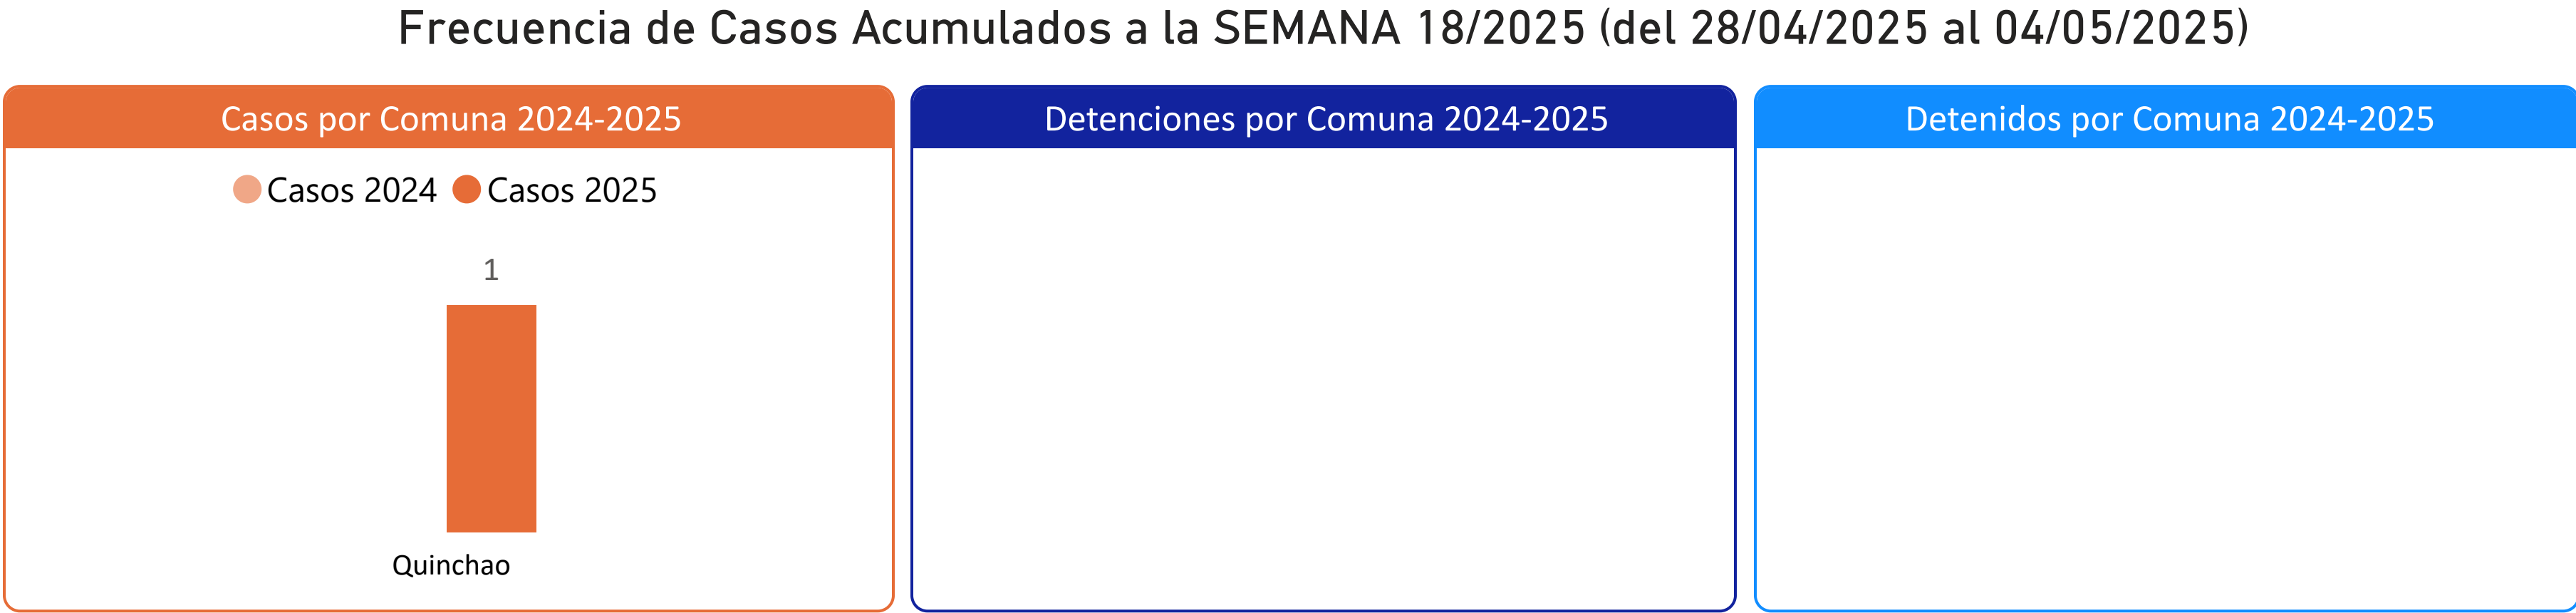 Frecuencia de Casos Acumulados a la SEMANA 18/2025 (del 28/04/2025 al 04/05/2025)
Casos por Comuna 2024-2025
Casos 2024 Casos 2025
1
Quinchao
Detenciones por Comuna 2024-2025
Detenidos por Comuna 2024-2025